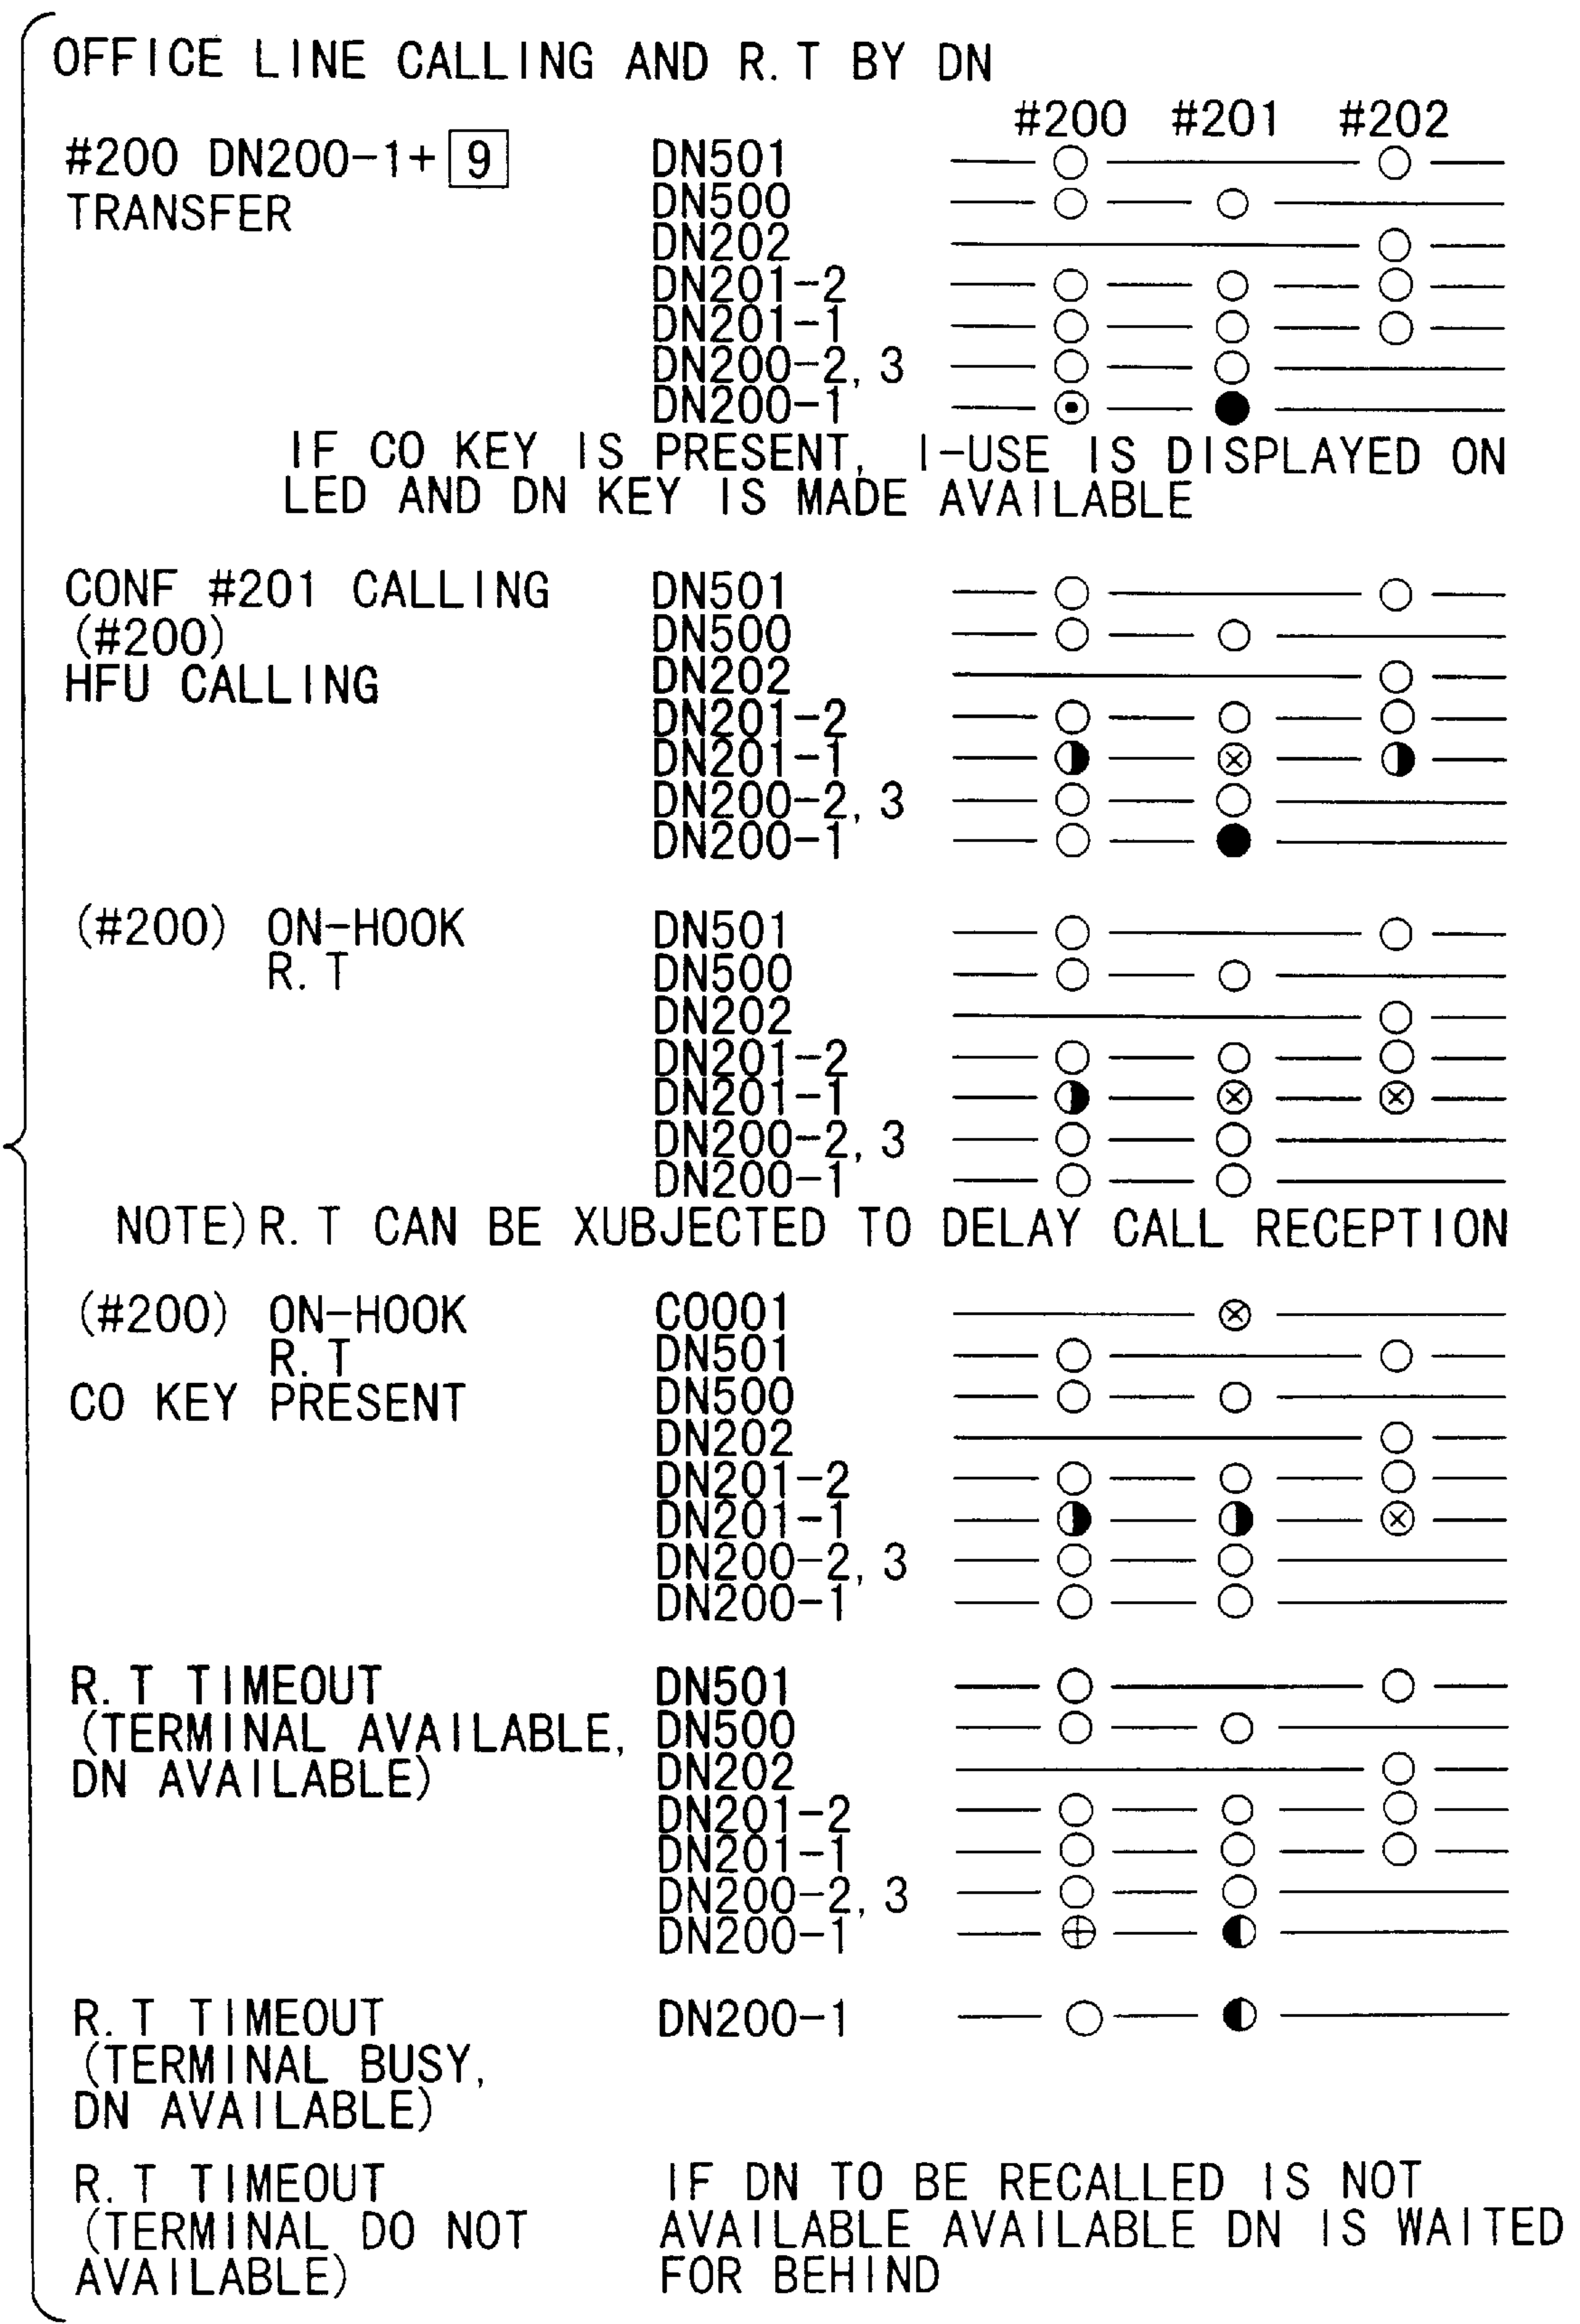 OFFICE LINE CALLING AND R.T BY DN
#200 #201 #202
#200 DN200-1+ 9 DN501
TRANSFER DN500
DN202
DN201-2
DN201-1
DN200-2,3
DN200-1
IF CO KEY IS PRESENT, I-USE IS DISPLAYED ON
LED AND DN KEY IS MADE AVAILABLE
CONF #201 CALLING DN501
(#200) DN500
HFU CALLING DN202
DN201-2
DN201-1
DN200-2,3
DN200-1
(#200) ON-HOOK DN501
R.T DN500
DN202
DN201-2
DN201-1
DN200-2,3
DN200-1
NOTE)R.T CAN BE XUBJECTED TO DELAY CALL RECEPTION
(#200) ON-HOOK CO001
R.T DN501
CO KEY PRESENT DN500
DN202
DN201-2
DN201-1
DN200-2,3
DN200-1
R.T TIMEOUT DN501
(TERMINAL AVAILABLE, DN500
DN AVAILABLE) DN202
DN201-2
DN201-1
DN200-2,3
DN200-1
R.T TIMEOUT DN200-1
(TERMINAL BUSY,
DN AVAILABLE)
R.T TIMEOUT IF DN TO BE RECALLED IS NOT
(TERMINAL DO NOT AVAILABLE AVAILABLE DN IS WAITED
AVAILABLE) FOR BEHIND